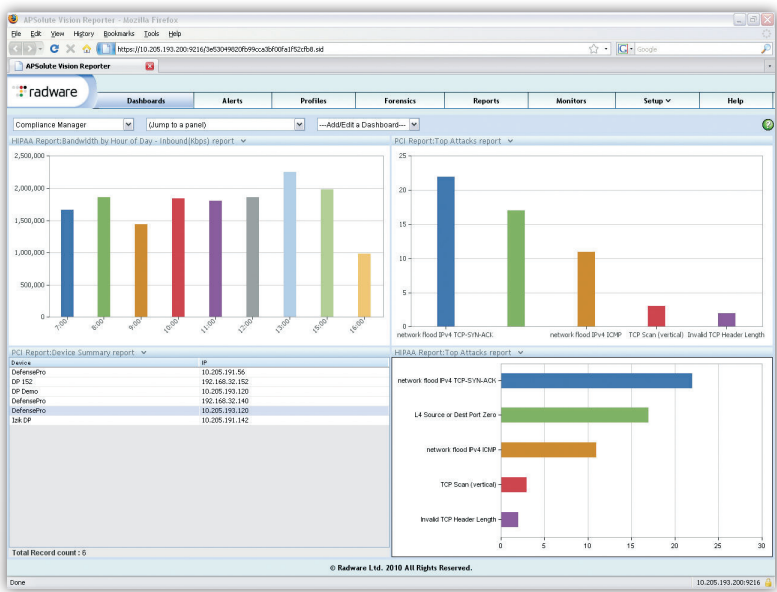 APSolute Vision Reporter - Mozilla Firefox
File Edit View History Bookmarks Tools Help
https://10.205.193.200:9216/3e53049820fb99cca3bf00fa1f52cfb8.sid
Google
APSolute Vision Reporter
radware
Dashboards Alerts Profiles Forensics Reports Monitors Setup Help
Compliance Manager (Jump to a panel) ---Add/Edit a Dashboard---
HIPAA Report:Bandwidth by Hour of Day - Inbound(Kbps) report
2,500,000
2,000,000
1,500,000
1,000,000
500,000
0
7:00 8:00 9:00 10:00 11:00 12:00 13:00 15:00 16:00
PCI Report:Top Attacks report
25
20
15
10
5
0
network flood IPv4 TCP-SYN-ACK network flood IPv4 ICMP TCP Scan (vertical) Invalid TCP Header Length
PCI Report:Device Summary report
Device IP
DefensePro 10.205.191.56
DP 152 192.168.32.152
DP Demo 10.205.193.120
DefensePro 192.168.32.140
DefensePro 10.205.193.120
Izik DP 10.205.191.142
Total Record count : 6
HIPAA Report:Top Attacks report
network flood IPv4 TCP-SYN-ACK
L4 Source or Dest Port Zero
network flood IPv4 ICMP
TCP Scan (vertical)
Invalid TCP Header Length
0 5 10 15 20 25 30
© Radware Ltd. 2010 All Rights Reserved.
Done 10.205.193.200:9216